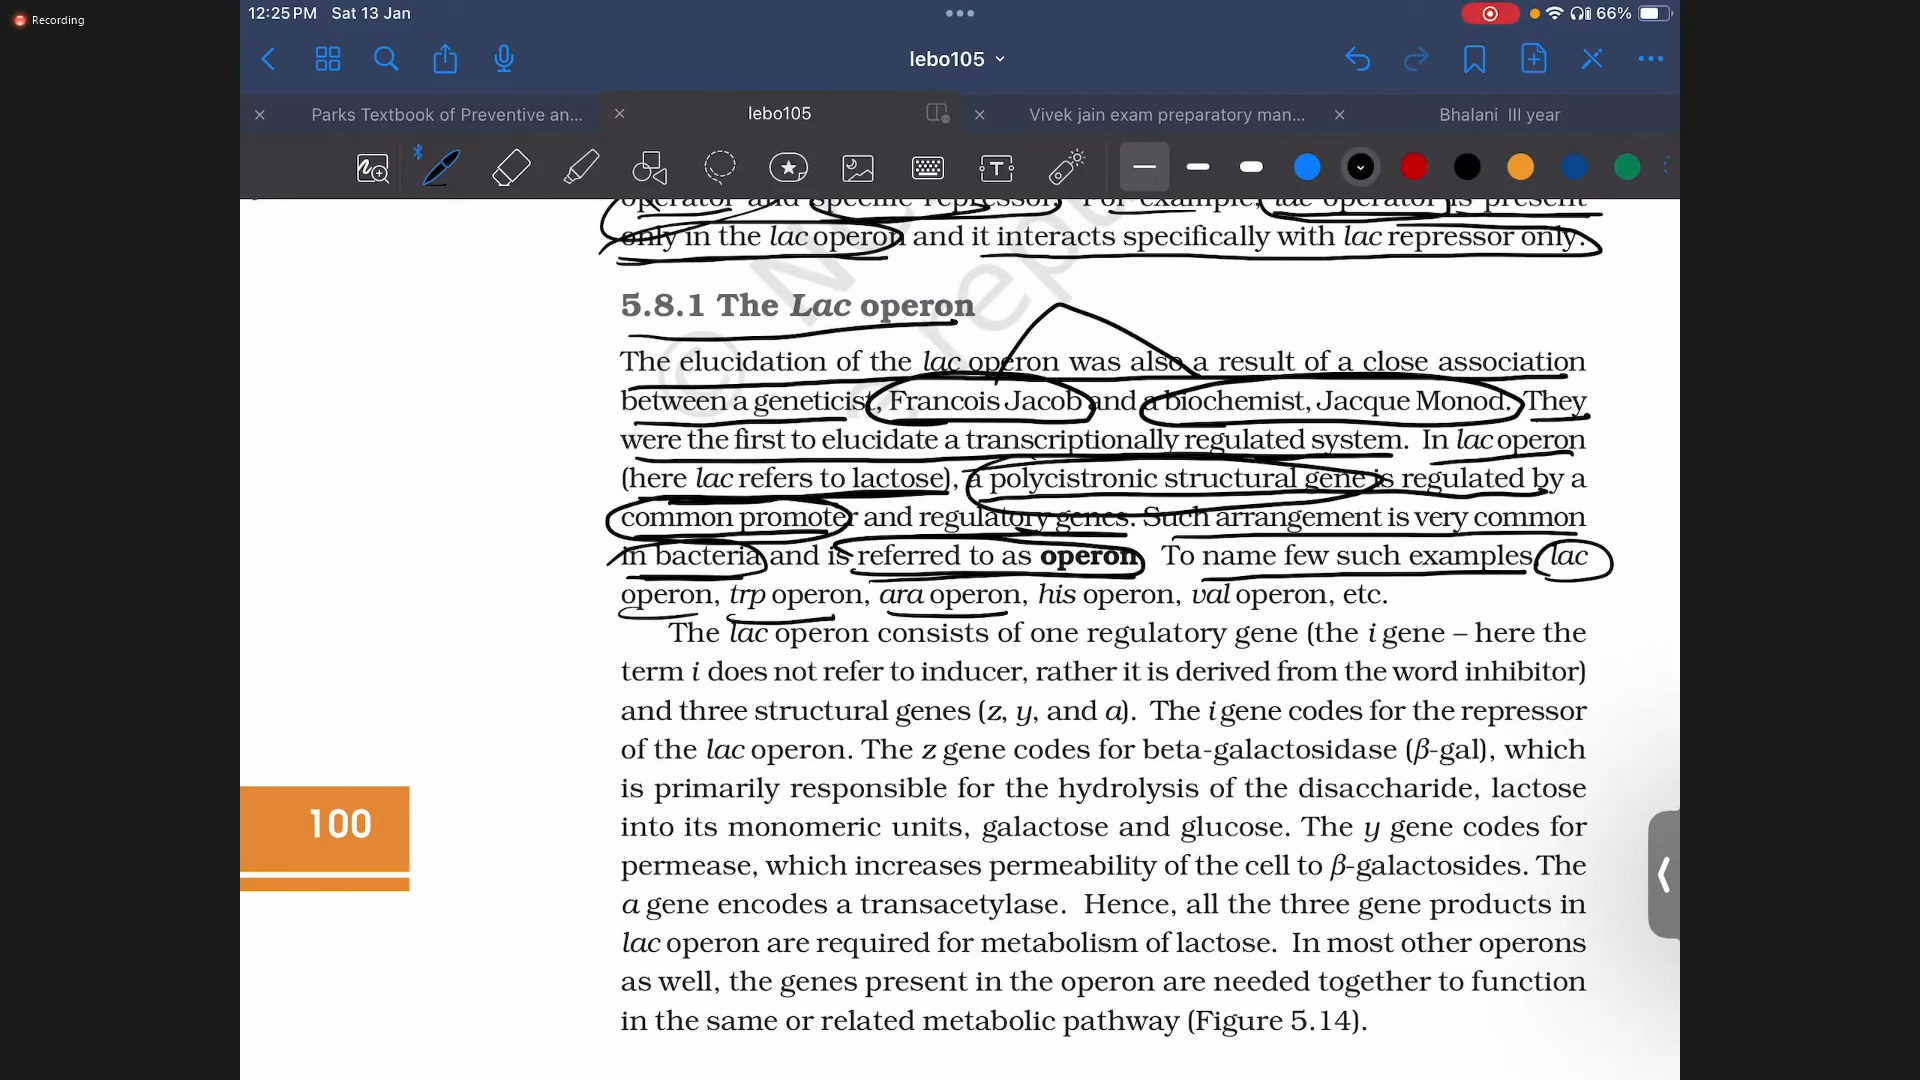 Recording
12:25 PM Sat 13 Jan
66%
lebo105
Parks Textbook of Preventive an...
lebo105
Vivek jain exam preparatory man...
Bhalani III year
operator and specific repressor. For example, lac operator is present
only in the lac operon and it interacts specifically with lac repressor only.
5.8.1 The Lac operon
The elucidation of the lac operon was also a result of a close association
between a geneticist, Francois Jacob and a biochemist, Jacque Monod. They
were the first to elucidate a transcriptionally regulated system. In lac operon
(here lac refers to lactose), a polycistronic structural gene is regulated by a
common promoter and regulatory genes. Such arrangement is very common
in bacteria and is referred to as operon. To name few such examples, lac
operon, trp operon, ara operon, his operon, val operon, etc.
The lac operon consists of one regulatory gene (the i gene – here the
term i does not refer to inducer, rather it is derived from the word inhibitor)
and three structural genes (z, y, and a). The i gene codes for the repressor
of the lac operon. The z gene codes for beta-galactosidase (β-gal), which
is primarily responsible for the hydrolysis of the disaccharide, lactose
into its monomeric units, galactose and glucose. The y gene codes for
permease, which increases permeability of the cell to β-galactosides. The
a gene encodes a transacetylase. Hence, all the three gene products in
lac operon are required for metabolism of lactose. In most other operons
as well, the genes present in the operon are needed together to function
in the same or related metabolic pathway (Figure 5.14).
100